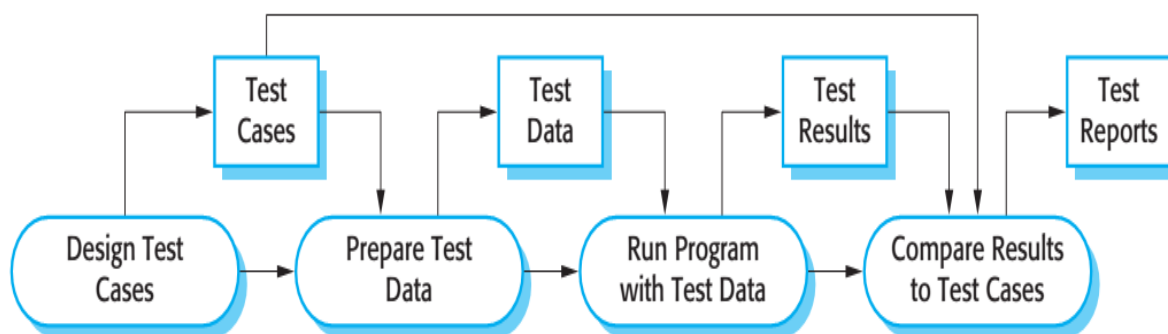 Test
Cases
Test
Data
Test
Results
Test
Reports
Design Test
Cases
Prepare Test
Data
Run Program
with Test Data
Compare Results
to Test Cases